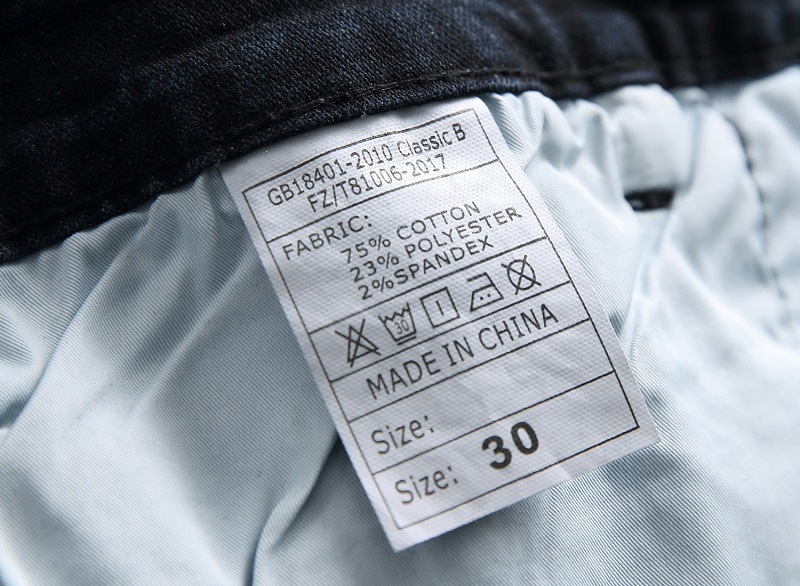 GB18401-2010 Classic B
FZ/T81006-2017
FABRIC:
75% COTTON
23% POLYESTER
2%SPANDEX
30
MADE IN CHINA
Size:
Size: 30